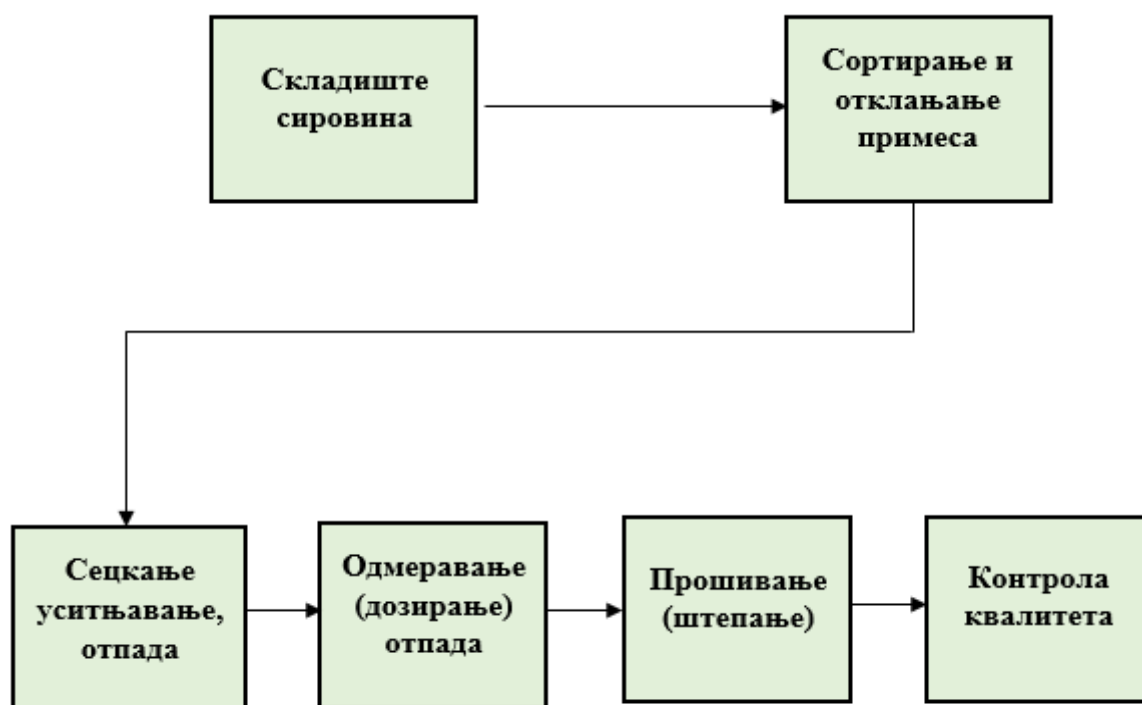 Складиште
сировина
Сортирање и
отклањање
примеса
Сецкање
уситњавање,
отпада
Одмеравање
(дозирање)
отпада
Прошивање
(штепање)
Контрола
квалитета